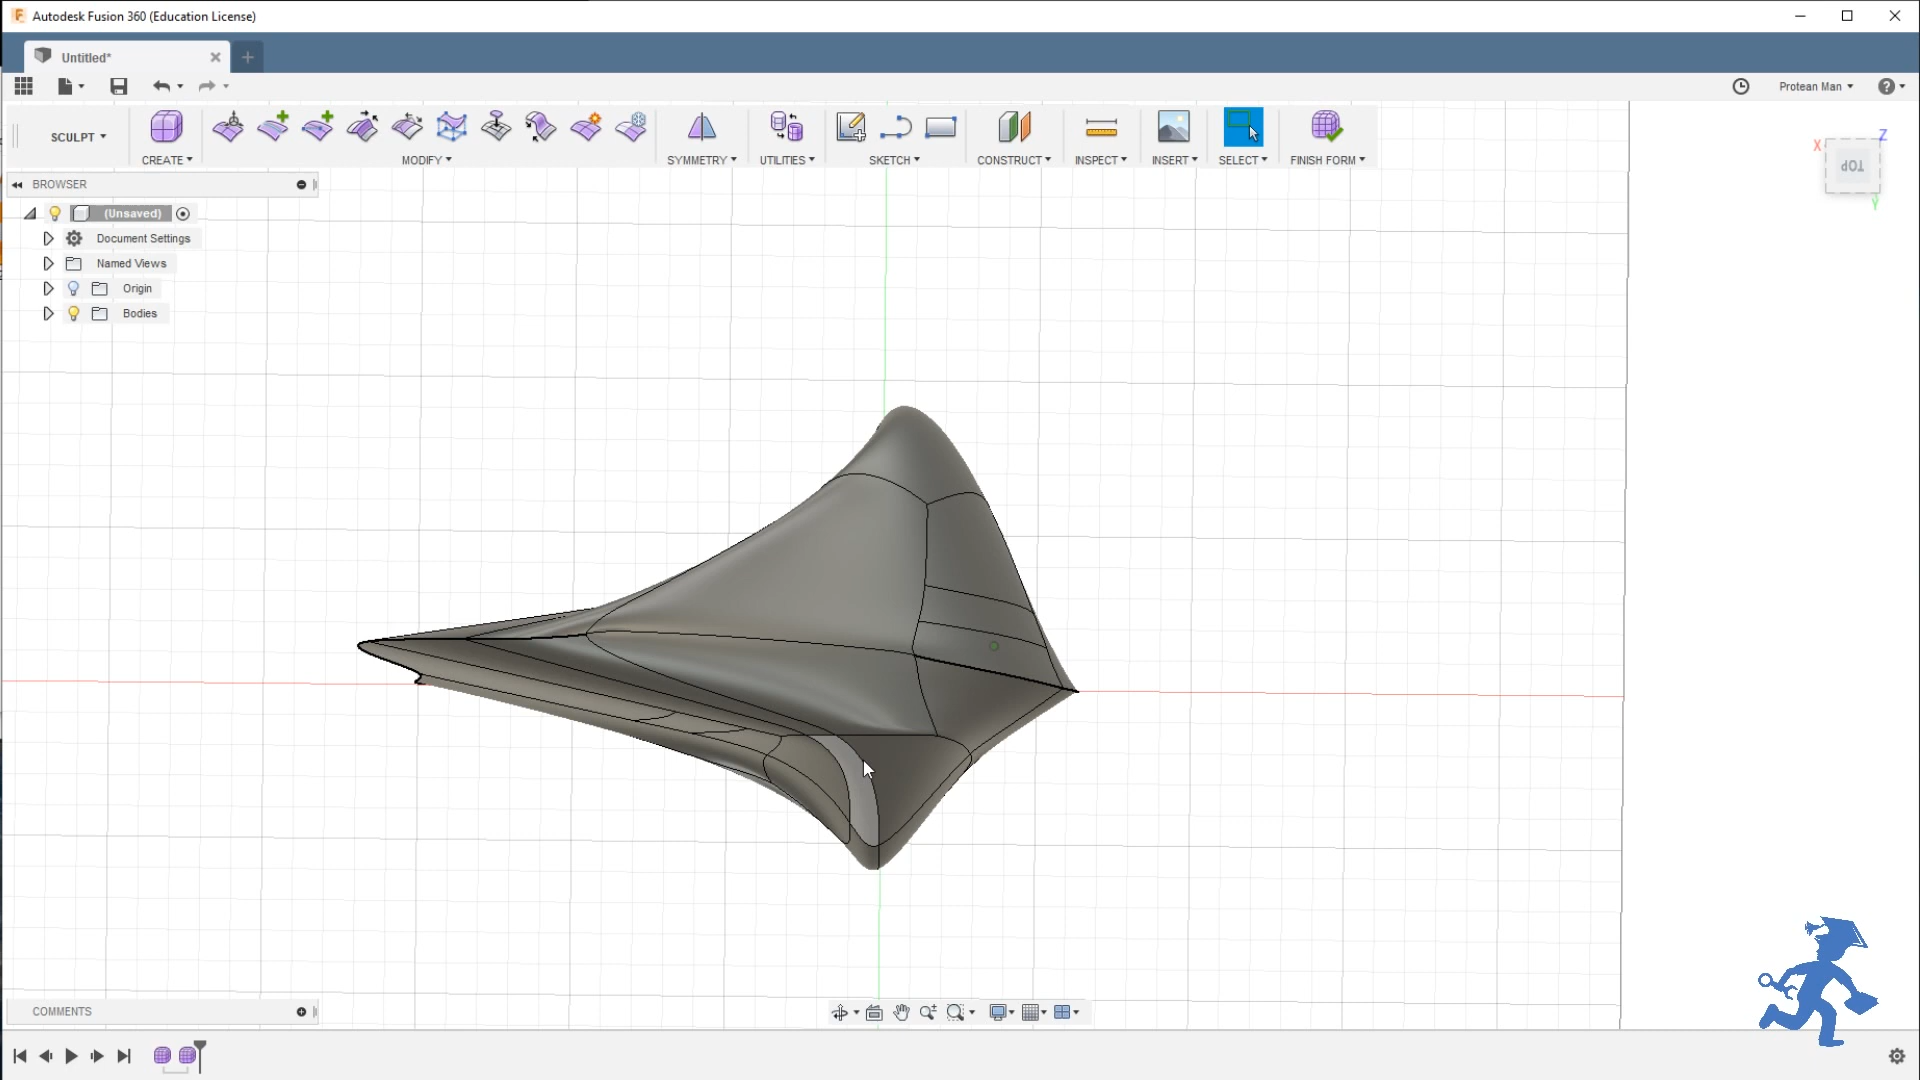 Autodesk Fusion 360 (Education License)
Untitled*
Protean Man
SCULPT
CREATE
MODIFY
SYMMETRY
UTILITIES
SKETCH
CONSTRUCT
INSPECT
INSERT
SELECT
FINISH FORM
Z
X
TOP
Y
BROWSER
(Unsaved)
Document Settings
Named Views
Origin
Bodies
COMMENTS